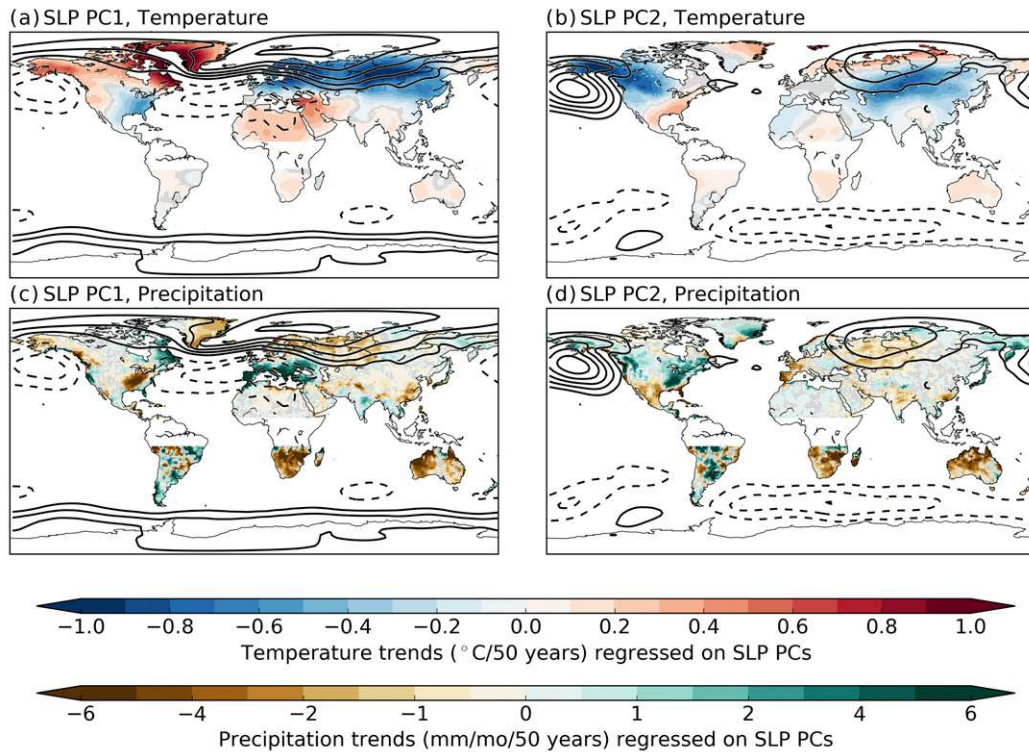 (a) SLP PC1, Temperature
(b) SLP PC2, Temperature
(c) SLP PC1, Precipitation
(d) SLP PC2, Precipitation
−1.0 −0.8 −0.6 −0.4 −0.2 0.0 0.2 0.4 0.6 0.8 1.0
Temperature trends (°C/50 years) regressed on SLP PCs
−6 −4 −2 −1 0 1 2 4 6
Precipitation trends (mm/mo/50 years) regressed on SLP PCs